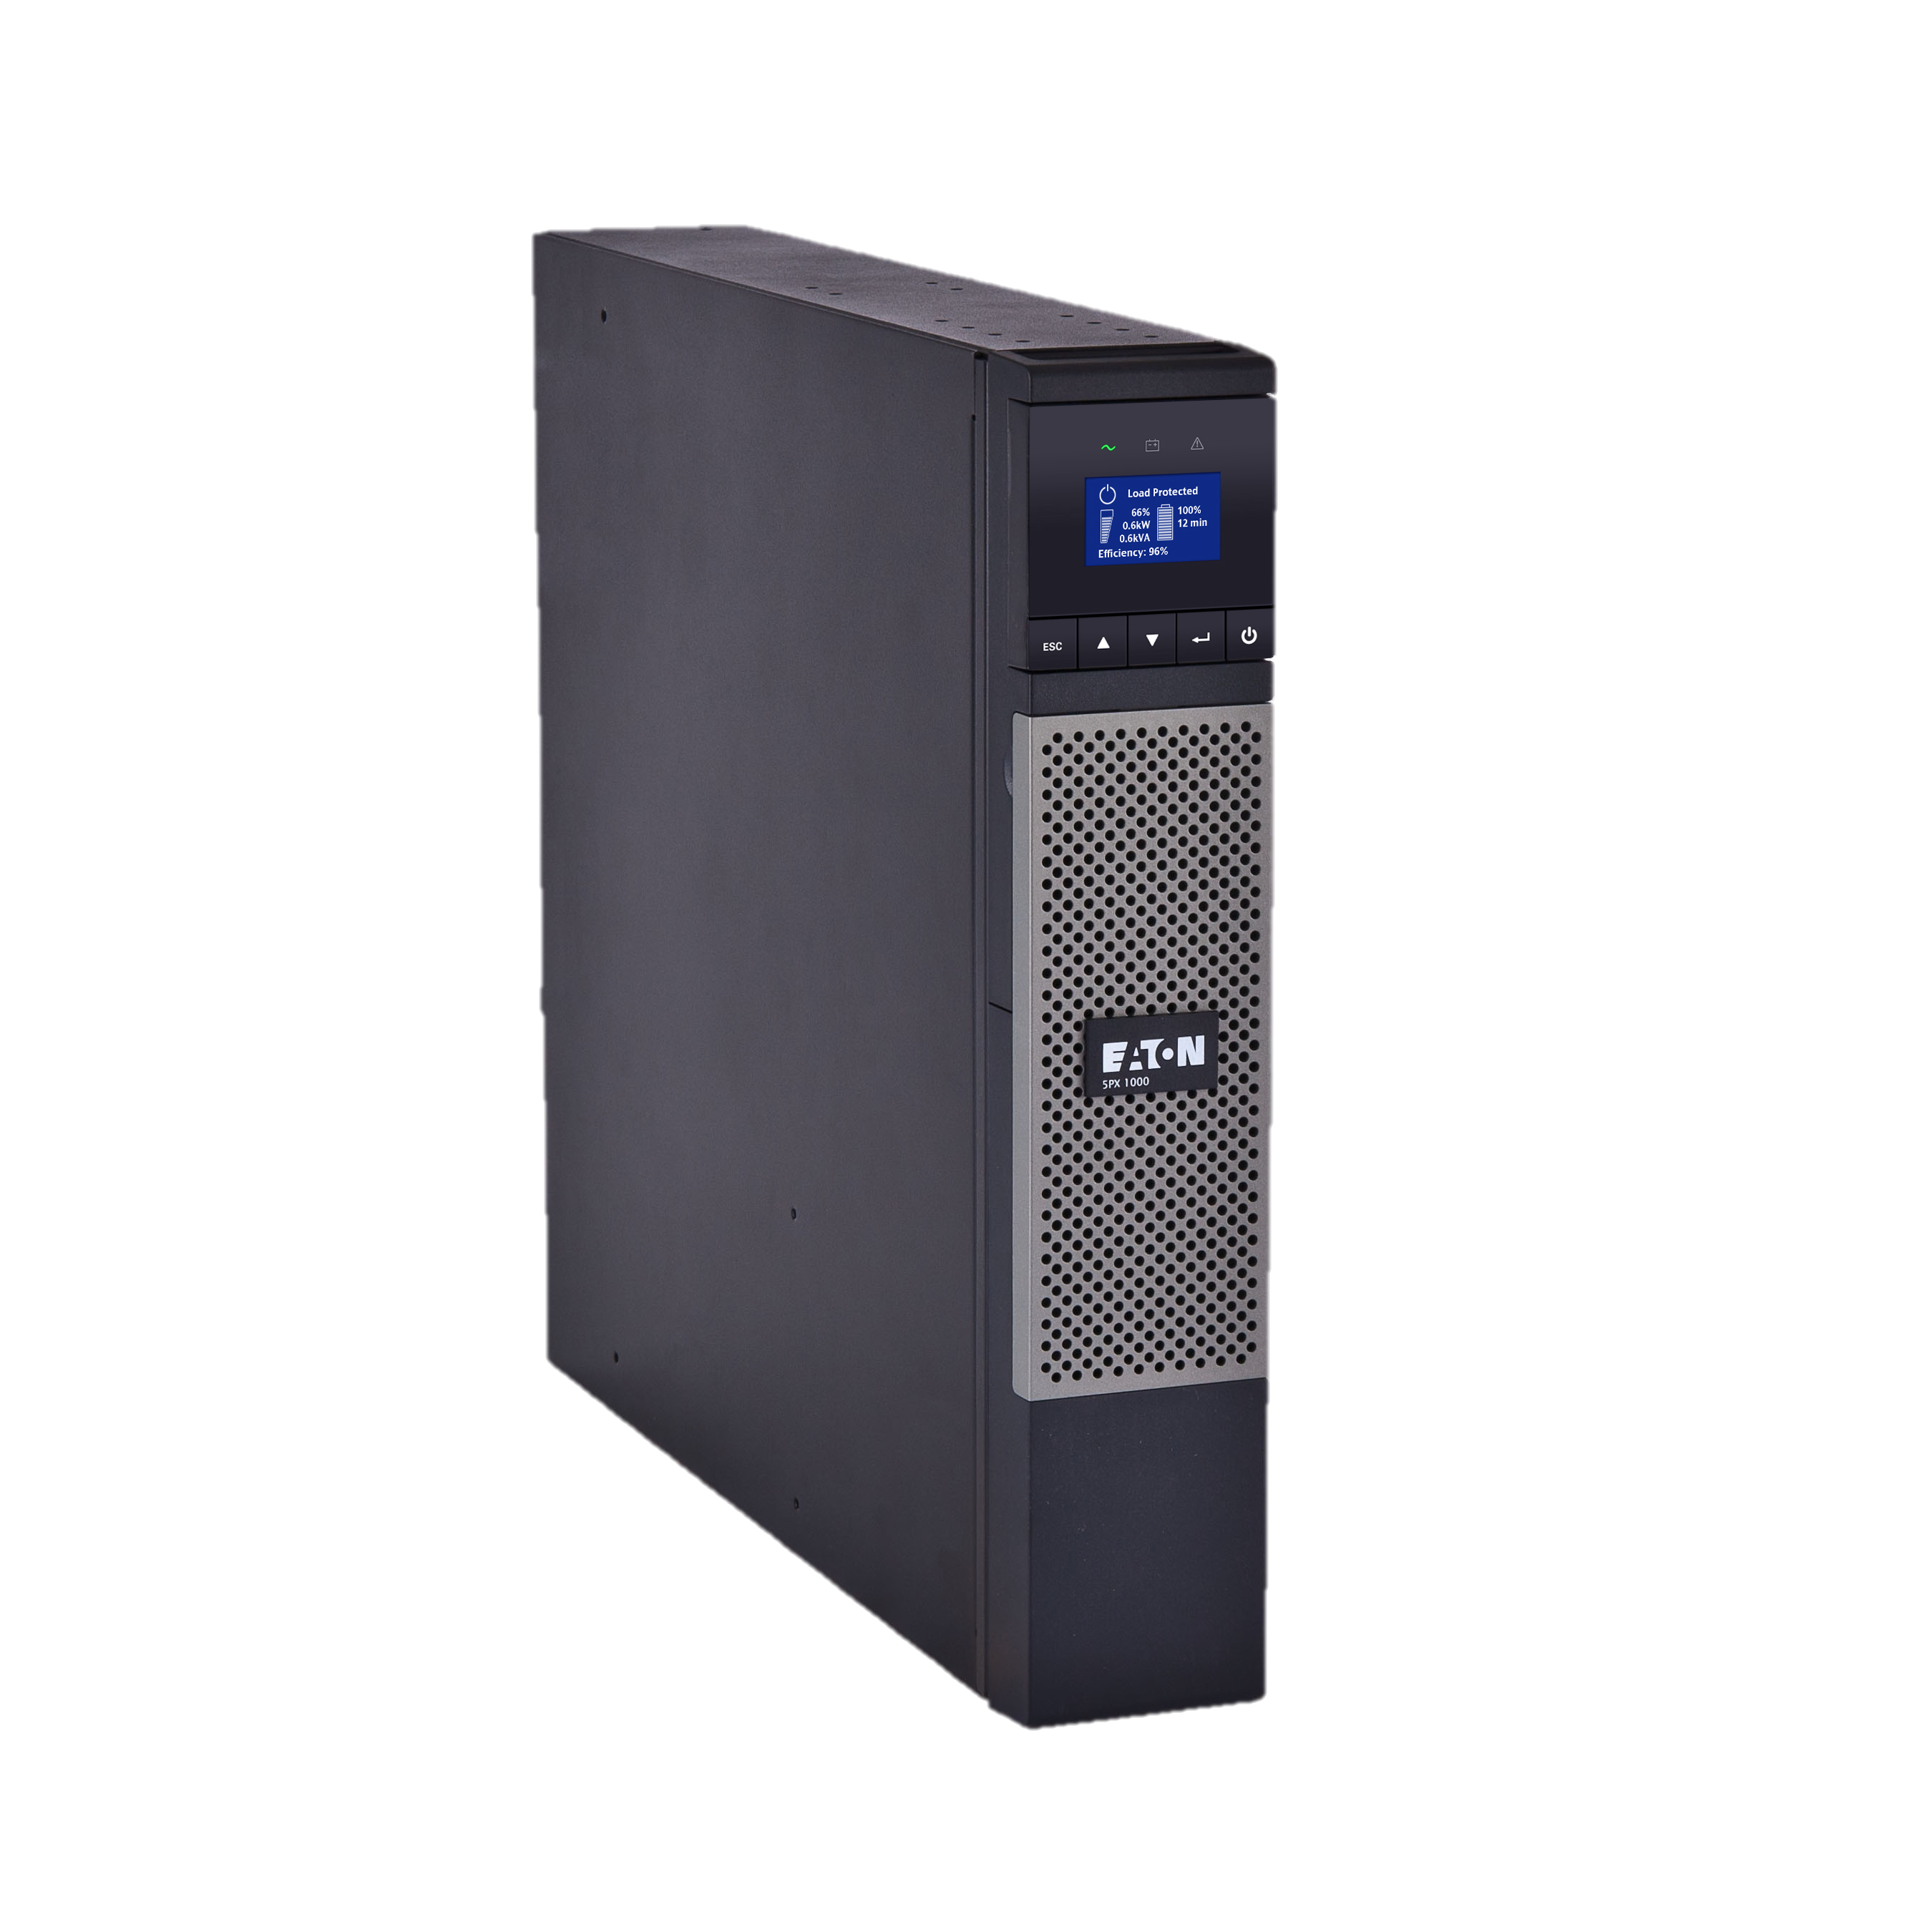 Load Protected
66%
100%
0.6kW
12 min
0.6kVA
Efficiency: 96%
ESC
EATON
5PX 1000